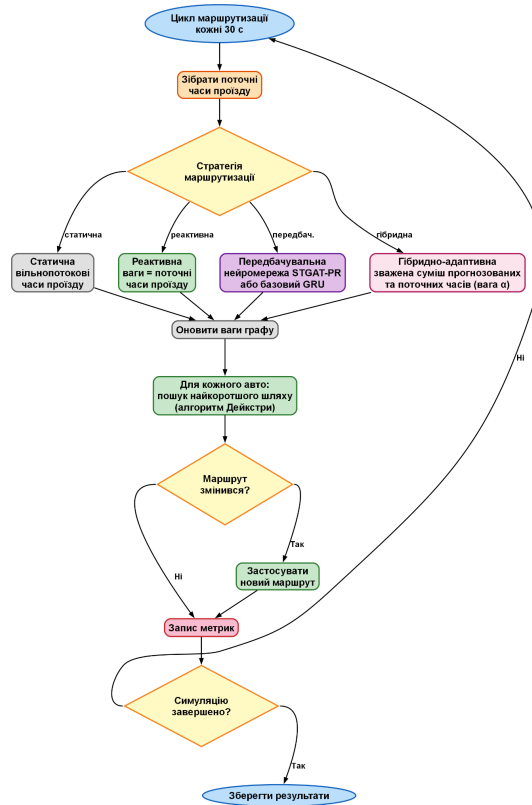 Цикл маршрутизації
кожні 30 с
Зібрати поточні
часи проїзду
Стратегія
маршрутизації
статична
реактивна
передбач.
гібридна
Статична
вільнопотокові
часи проїзду
Реактивна
ваги = поточні
часи проїзду
Передбачувальна
нейромережа STGAT-PR
або базовий GRU
Гібридно-адаптивна
зважена суміш прогнозованих
та поточних часів (вага α)
Оновити ваги графу
Ні
Для кожного авто:
пошук найкоротшого шляху
(алгоритм Дейкстри)
Маршрут
змінився?
Так
Ні
Застосувати
новий маршрут
Запис метрик
Симуляцію
завершено?
Так
Зберегти результати